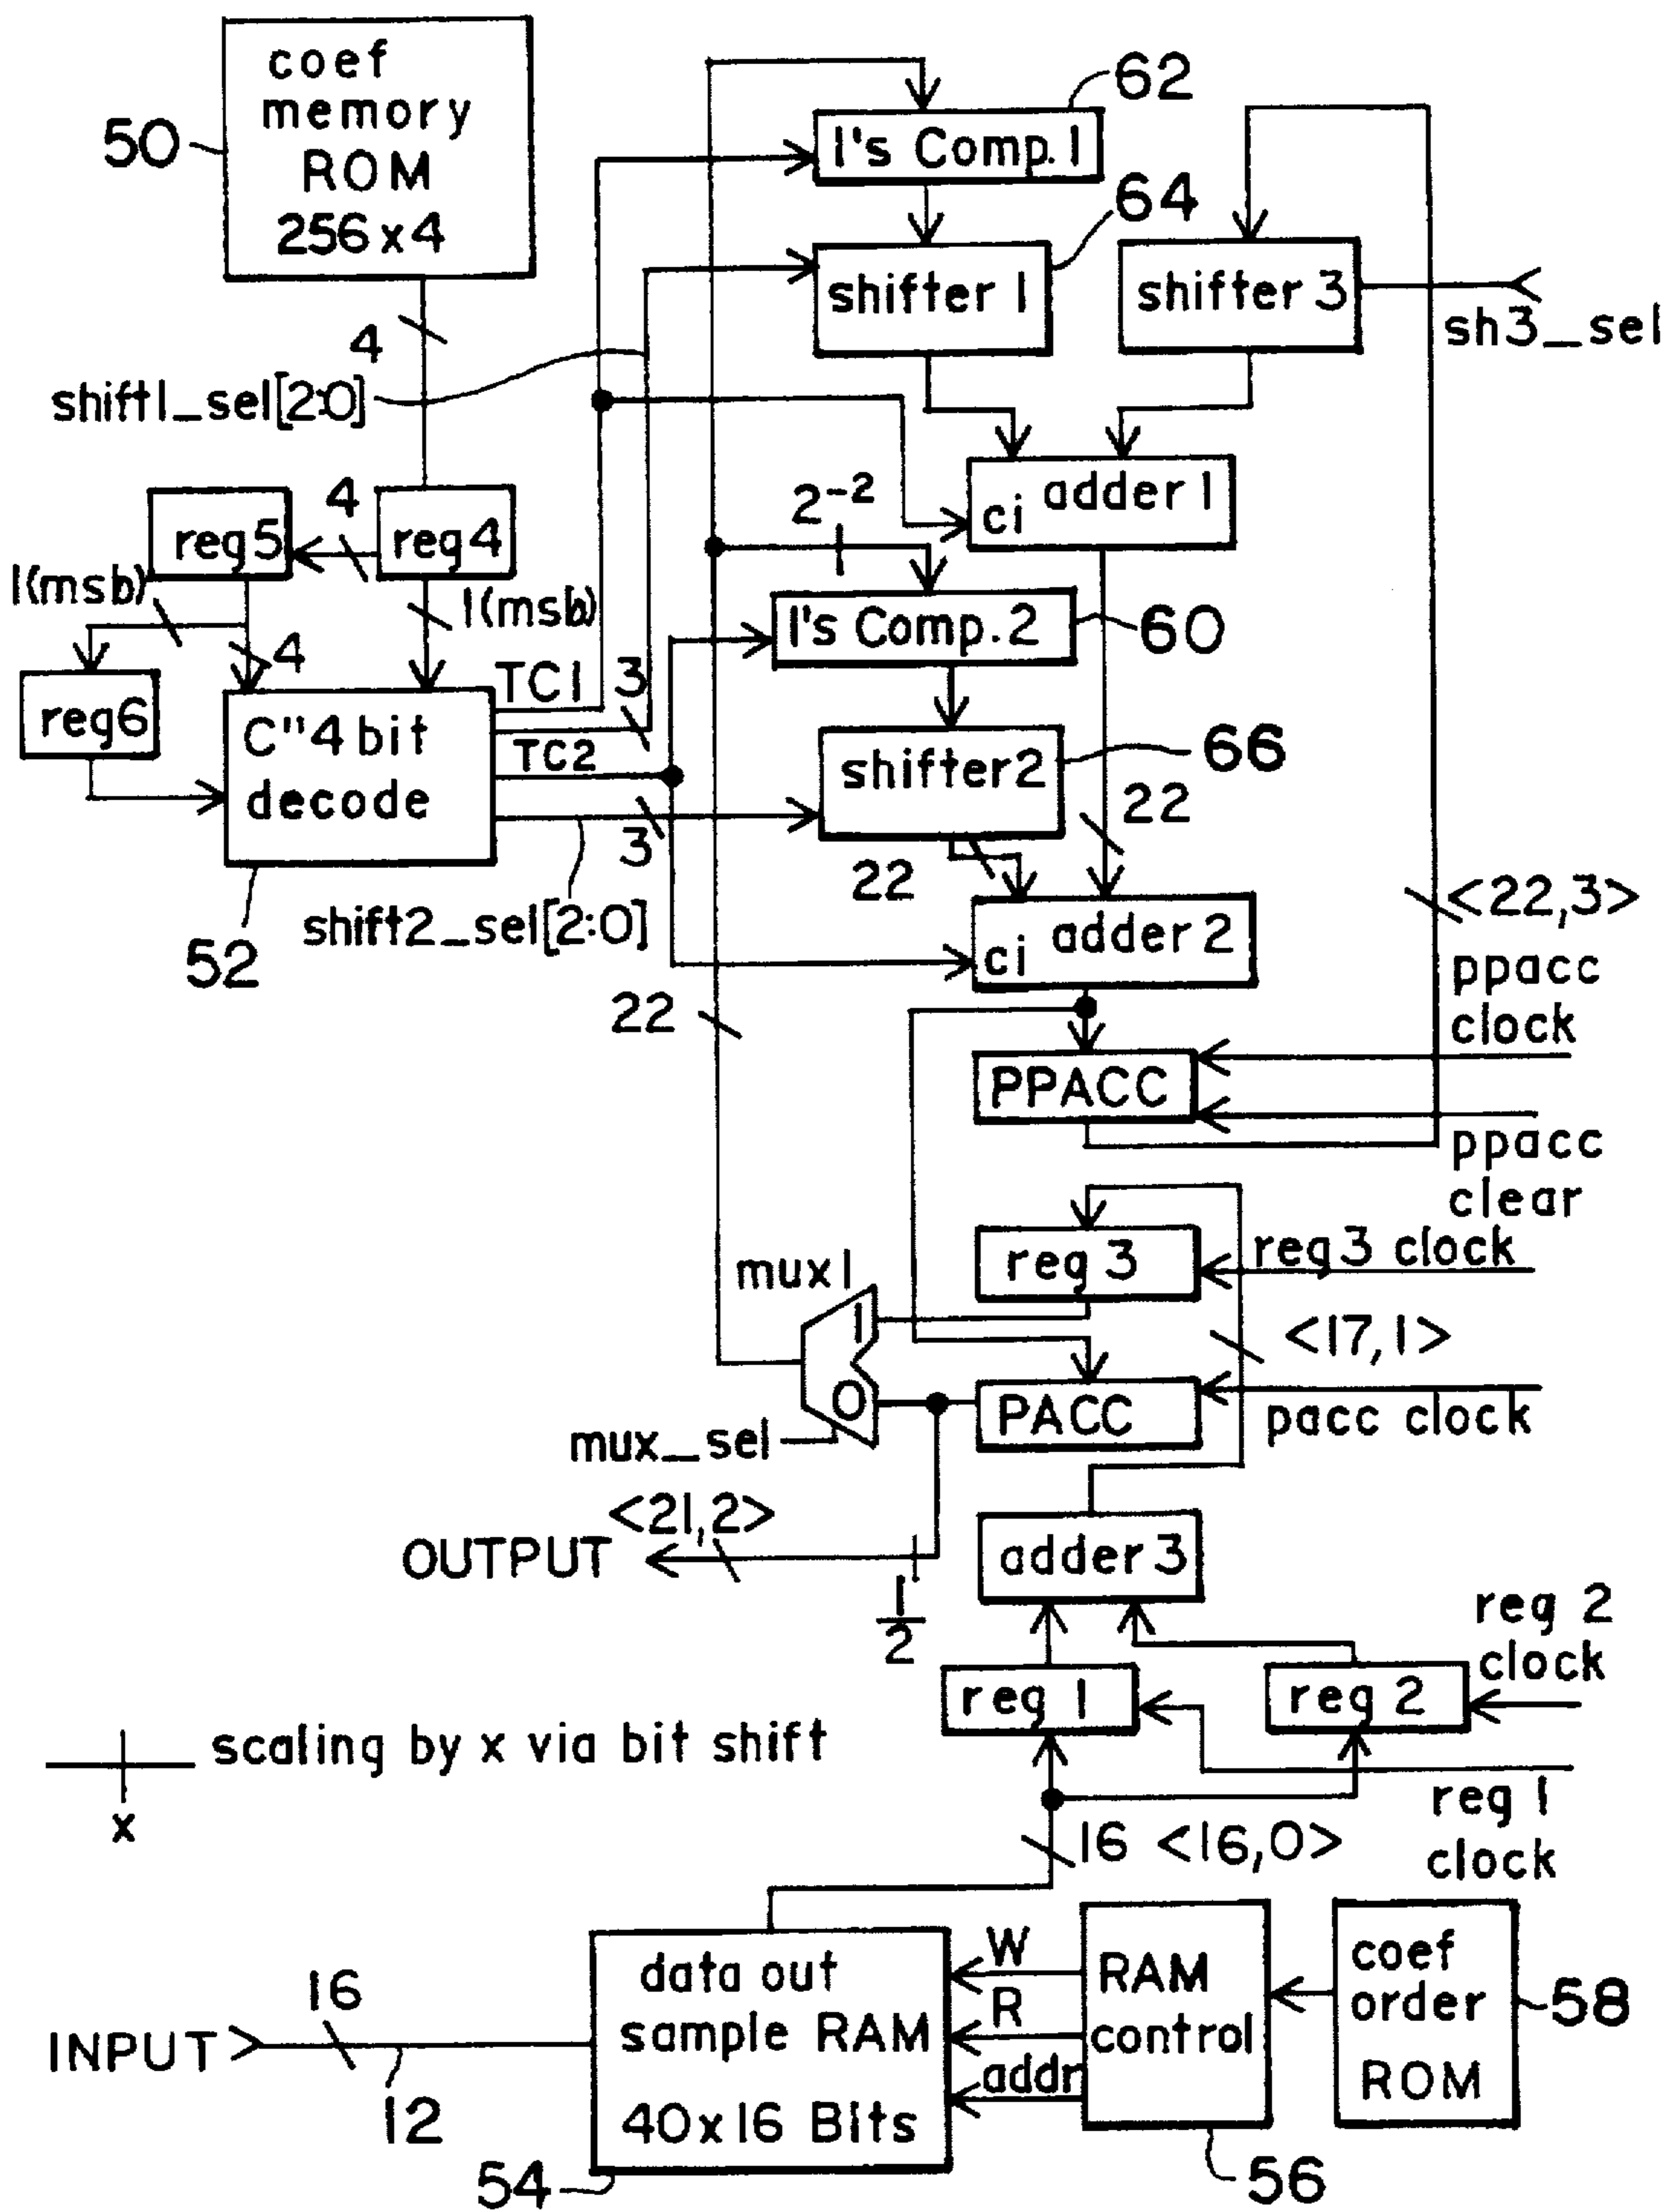 coef
memory
ROM
256x4
50
4
shift1_sel[2:0]
62
1's Comp. 1
64
shifter 1
shifter 3
sh3_sel
ci adder 1
2-2
reg5
4
reg4
1(msb)
4
1(msb)
reg6
C"4 bit
decode
52
TC1
3
TC2
3
shift2_sel[2:0]
1's Comp. 2
60
shifter2
66
22
22
ci adder 2
<22,3>
22
PPACC
ppacc
clock
ppacc
clear
reg 3
reg3 clock
mux1
1
0
mux_sel
<17,1>
PACC
pacc clock
<21,2>
OUTPUT
1
2
adder 3
reg 1
reg 2
reg 2
clock
reg 1
clock
scaling by x via bit shift
x
16 <16,0>
INPUT
16
12
data out
sample RAM
40x16 Bits
54
W
R
addr
RAM
control
56
coef
order
ROM
58